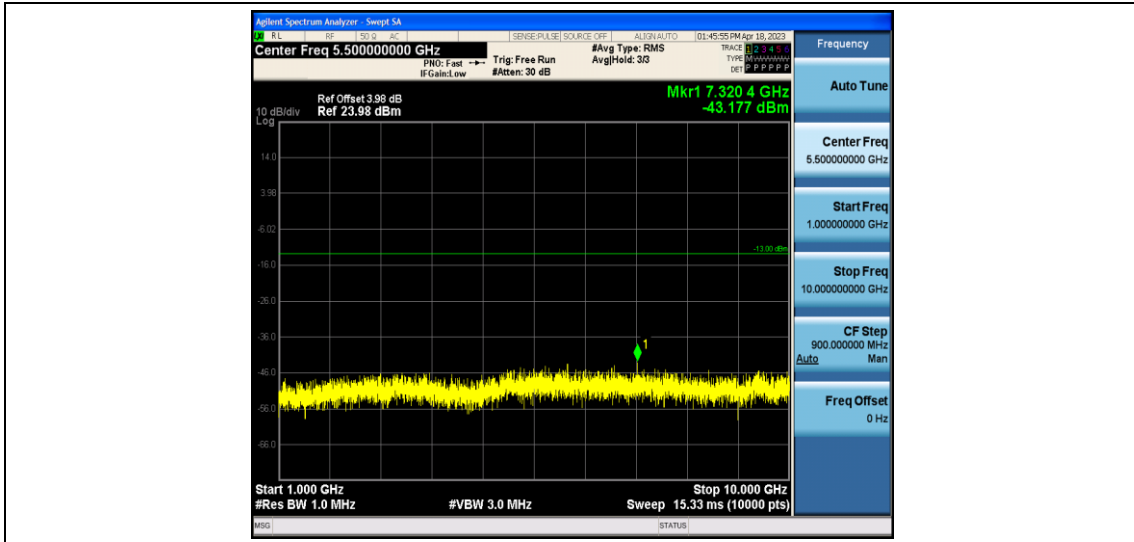 Agilent Spectrum Analyzer - Swept SA
RL RF 50 Ω AC SENSE:PULSE SOURCE OFF ALIGN AUTO 01:45:55 PM Apr 18, 2023
Center Freq 5.500000000 GHz
PNO: Fast
IFGain:Low
Trig: Free Run
#Atten: 30 dB
#Avg Type: RMS
Avg|Hold: 3/3
TRACE 1 2 3 4 5 6
TYPE M
DET P P P P P P
Mkr1 7.320 4 GHz
-43.177 dBm
Ref Offset 3.98 dB
10 dB/div Ref 23.98 dBm
Log
14.0
3.98
-6.02
-13.00 dBm
-16.0
-26.0
-36.0
1
-46.0
-56.0
-66.0
Start 1.000 GHz Stop 10.000 GHz
#Res BW 1.0 MHz #VBW 3.0 MHz Sweep 15.33 ms (10000 pts)
MSG STATUS
Frequency
Auto Tune
Center Freq
5.500000000 GHz
Start Freq
1.000000000 GHz
Stop Freq
10.000000000 GHz
CF Step
900.000000 MHz
Auto Man
Freq Offset
0 Hz